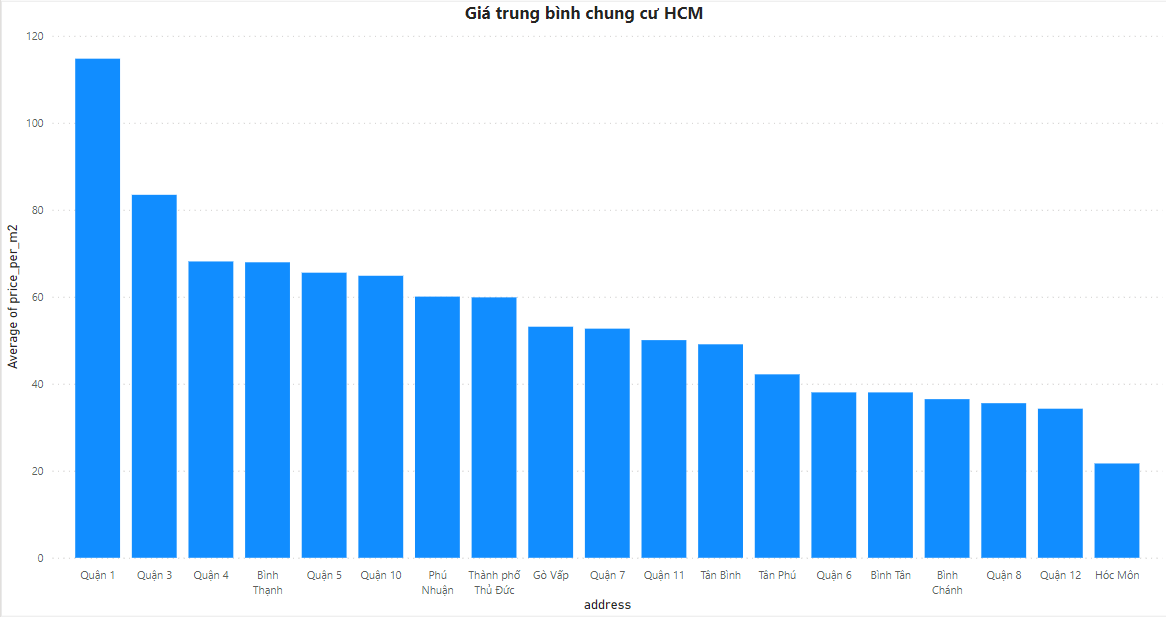 Giá trung bình chung cư HCM
120
100
80
60
40
20
0
Average of price_per_m2
Quận 1
Quận 3
Quận 4
Bình
Thạnh
Quận 5
Quận 10
Phú
Nhuận
Thành phố
Thủ Đức
Gò Vấp
Quận 7
Quận 11
Tân Bình
Tân Phú
Quận 6
Bình Tân
Bình
Chánh
Quận 8
Quận 12
Hóc Môn
address